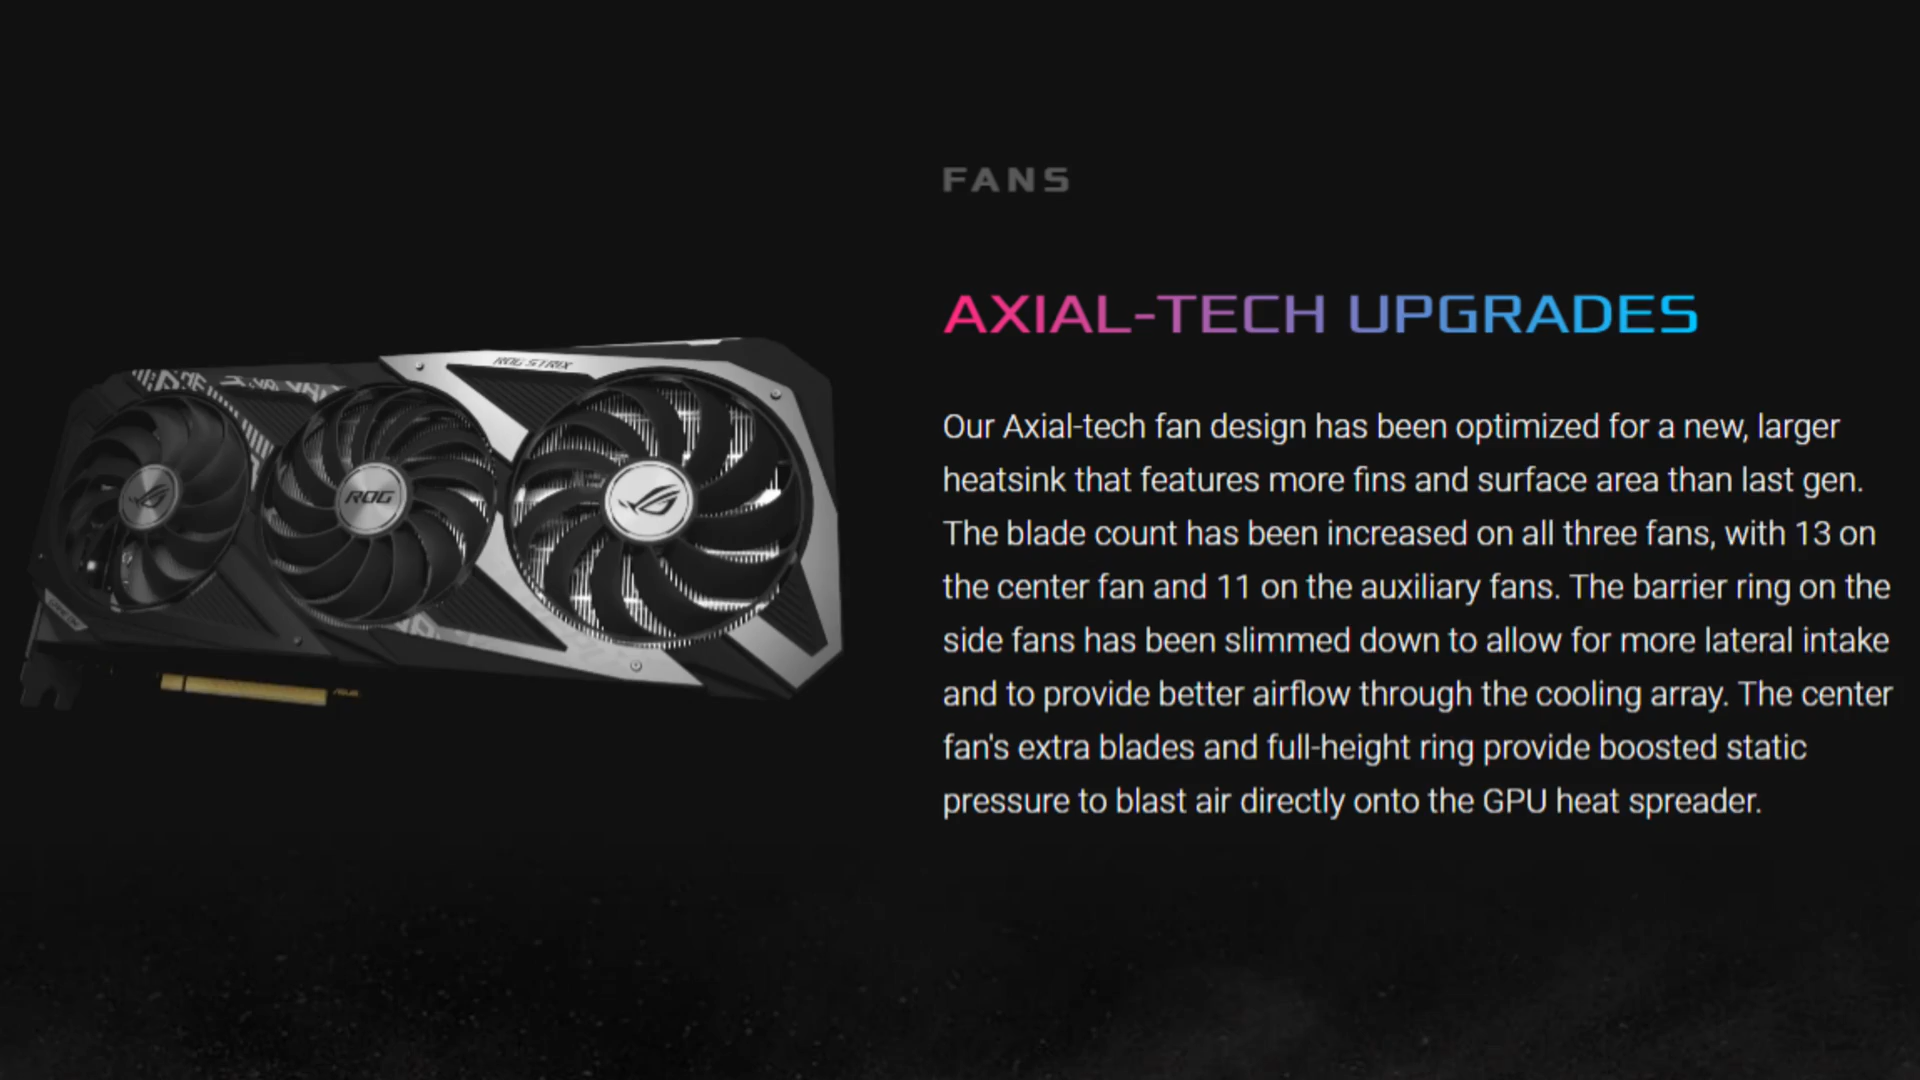 FANS
AXIAL-TECH UPGRADES
Our Axial-tech fan design has been optimized for a new, larger
heatsink that features more fins and surface area than last gen.
The blade count has been increased on all three fans, with 13 on
the center fan and 11 on the auxiliary fans. The barrier ring on the
side fans has been slimmed down to allow for more lateral intake
and to provide better airflow through the cooling array. The center
fan's extra blades and full-height ring provide boosted static
pressure to blast air directly onto the GPU heat spreader.
ROG STRIX
ROG
ASUS